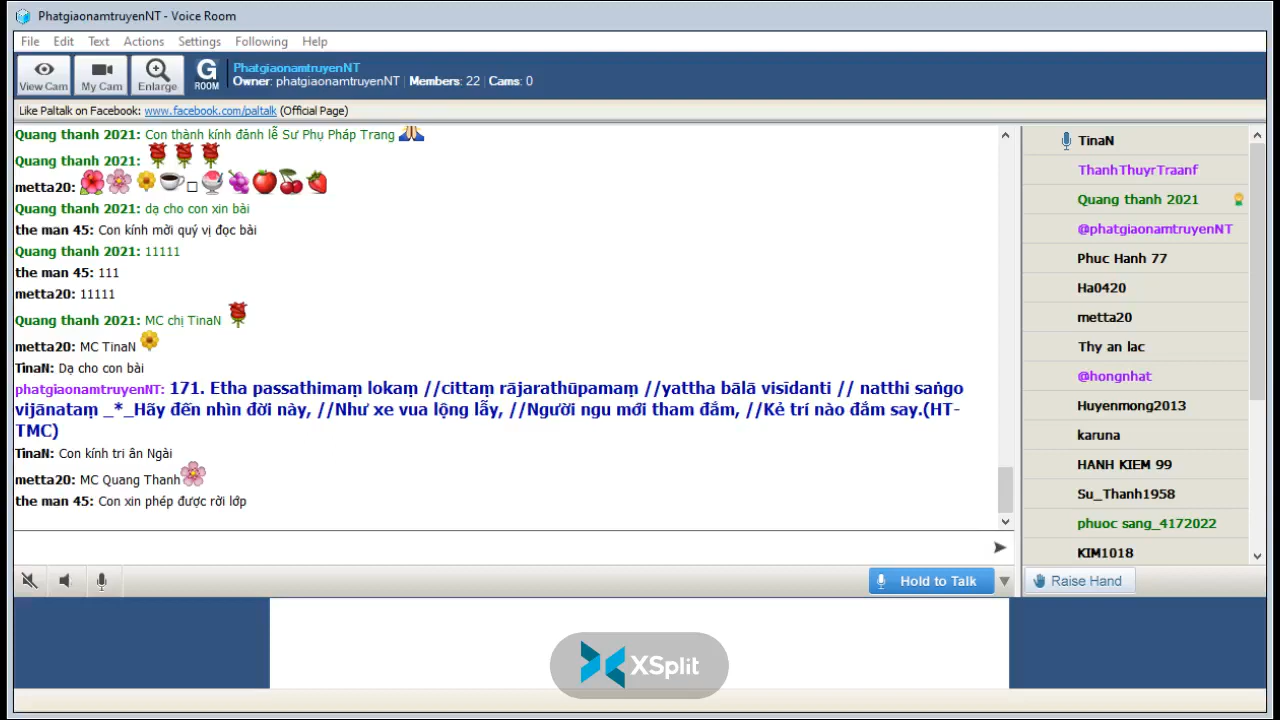 PhatgiaonamtruyenNT - Voice Room
File Edit Text Actions Settings Following Help
View Cam My Cam Enlarge G ROOM PhatgiaonamtruyenNT
Owner: phatgiaonamtruyenNT | Members: 22 | Cams: 0
Like Paltalk on Facebook: www.facebook.com/paltalk (Official Page)
Quang thanh 2021: Con thành kính đảnh lễ Sư Phụ Pháp Trang
Quang thanh 2021:
metta20:
Quang thanh 2021: dạ cho con xin bài
the man 45: Con kính mời quý vị đọc bài
Quang thanh 2021: 11111
the man 45: 111
metta20: 11111
Quang thanh 2021: MC chị TinaN
metta20: MC TinaN
TinaN: Dạ cho con bài
phatgiaonamtruyenNT: 171. Etha passathimaṃ lokaṃ //cittaṃ rājarathūpamaṃ //yattha bālā visīdanti // natthi saṅgo
vijānataṃ _*_Hãy đến nhìn đời này, //Như xe vua lộng lẫy, //Người ngu mới tham đắm, //Kẻ trí nào đắm say.(HT-
TMC)
TinaN: Con kính tri ân Ngài
metta20: MC Quang Thanh
the man 45: Con xin phép được rời lớp
Hold to Talk
TinaN
ThanhThuyrTraanf
Quang thanh 2021
@phatgiaonamtruyenNT
Phuc Hanh 77
Ha0420
metta20
Thy an lac
@hongnhat
Huyenmong2013
karuna
HANH KIEM 99
Su_Thanh1958
phuoc sang_4172022
KIM1018
Raise Hand
XSplit